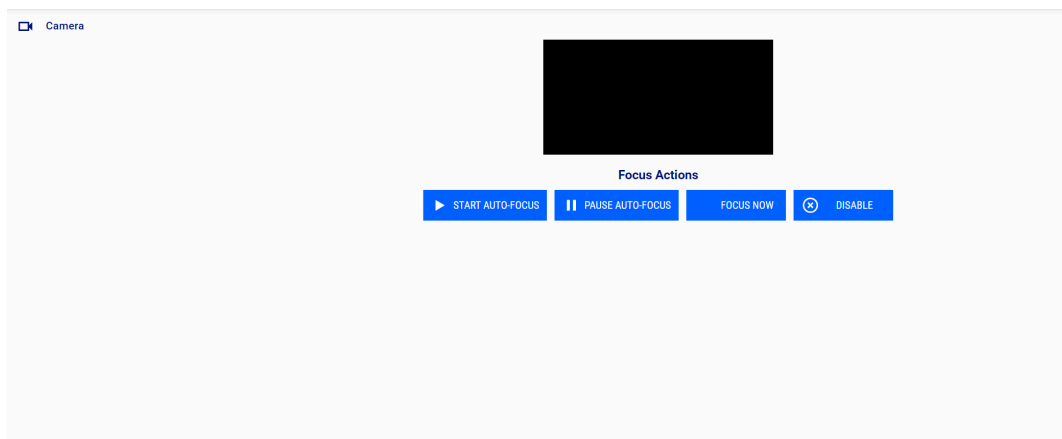 Camera
Focus Actions
START AUTO-FOCUS PAUSE AUTO-FOCUS FOCUS NOW DISABLE